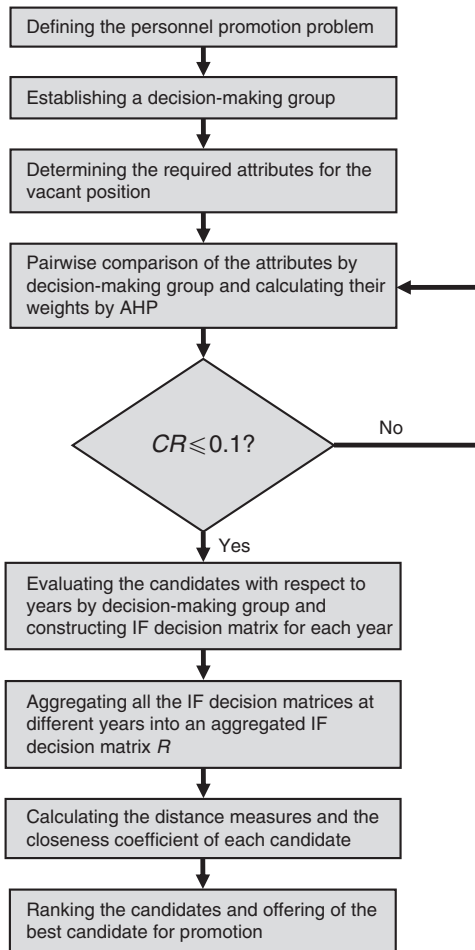 Defining the personnel promotion problem
Establishing a decision-making group
Determining the required attributes for the
vacant position
Pairwise comparison of the attributes by
decision-making group and calculating their
weights by AHP
CR⩽0.1?
No
Yes
Evaluating the candidates with respect to
years by decision-making group and
constructing IF decision matrix for each year
Aggregating all the IF decision matrices at
different years into an aggregated IF
decision matrix R
Calculating the distance measures and the
closeness coefficient of each candidate
Ranking the candidates and offering of the
best candidate for promotion